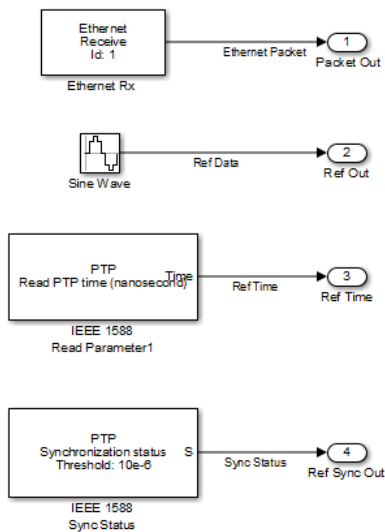 Ethernet
Receive
Id: 1
Ethernet Rx
Ethernet Packet
1
Packet Out
Sine Wave
Ref Data
2
Ref Out
PTP
Read PTP time (nanosecond)
Time
IEEE 1588
Read Parameter1
Ref Time
3
Ref Time
PTP
Synchronization status
Threshold: 10e-6
S
IEEE 1588
Sync Status
Sync Status
4
Ref Sync Out